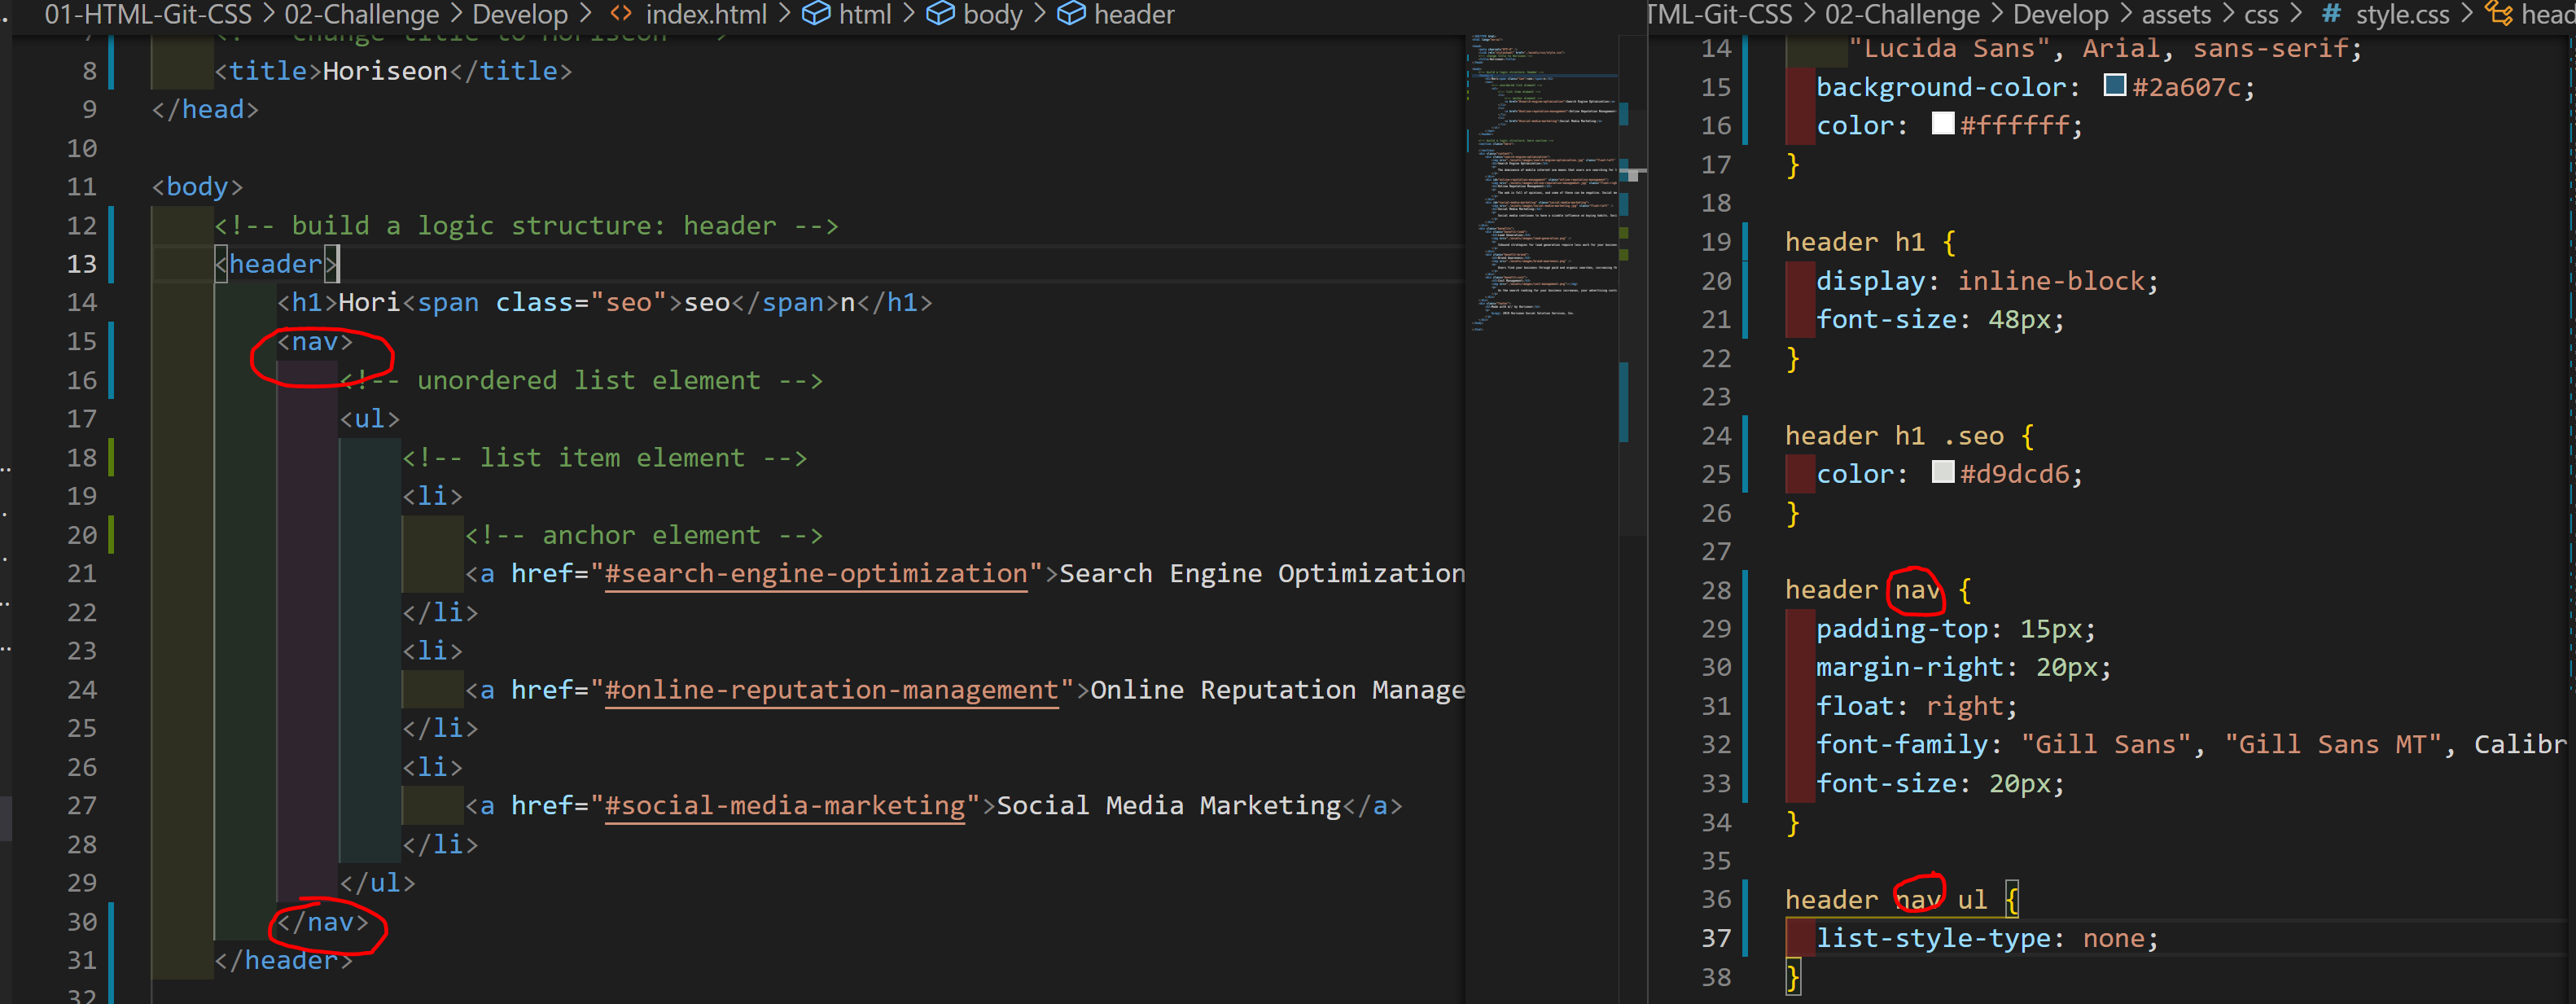 01-HTML-Git-CSS > 02-Challenge > Develop > <> index.html > html > body > header
8 <title>Horiseon</title>
9 </head>
10
11 <body>
12 <!-- build a logic structure: header -->
13 <header>
14 <h1>Hori<span class="seo">seo</span>n</h1>
15 <nav>
16 <!-- unordered list element -->
17 <ul>
18 <!-- list item element -->
19 <li>
20 <!-- anchor element -->
21 <a href="#search-engine-optimization">Search Engine Optimization
22 </li>
23 <li>
24 <a href="#online-reputation-management">Online Reputation Manage
25 </li>
26 <li>
27 <a href="#social-media-marketing">Social Media Marketing</a>
28 </li>
29 </ul>
30 </nav>
31 </header>
32
TML-Git-CSS > 02-Challenge > Develop > assets > css > # style.css > head
14 "Lucida Sans", Arial, sans-serif;
15 background-color: #2a607c;
16 color: #ffffff;
17 }
18
19 header h1 {
20 display: inline-block;
21 font-size: 48px;
22 }
23
24 header h1 .seo {
25 color: #d9dcd6;
26 }
27
28 header nav {
29 padding-top: 15px;
30 margin-right: 20px;
31 float: right;
32 font-family: "Gill Sans", "Gill Sans MT", Calibr
33 font-size: 20px;
34 }
35
36 header nav ul {
37 list-style-type: none;
38 }